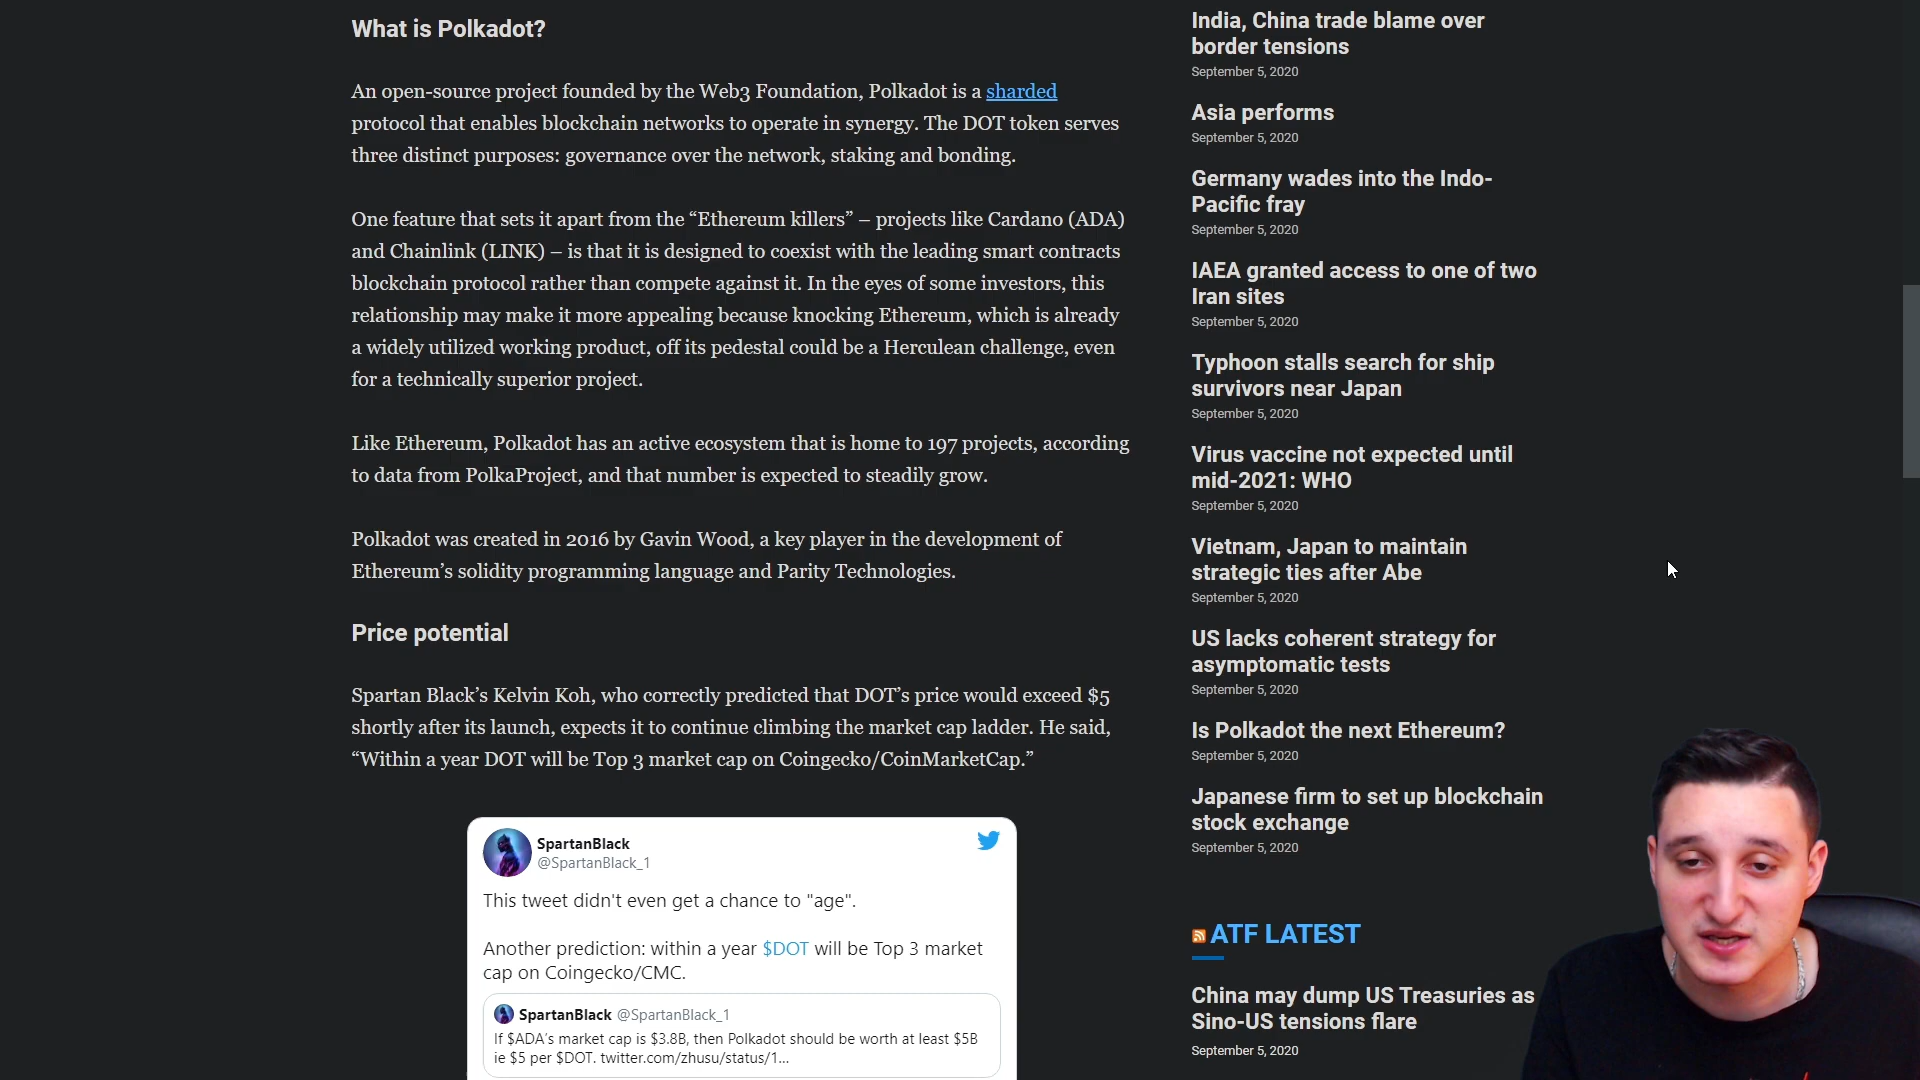 What is Polkadot?
An open-source project founded by the Web3 Foundation, Polkadot is a sharded
protocol that enables blockchain networks to operate in synergy. The DOT token serves
three distinct purposes: governance over the network, staking and bonding.
One feature that sets it apart from the “Ethereum killers” – projects like Cardano (ADA)
and Chainlink (LINK) – is that it is designed to coexist with the leading smart contracts
blockchain protocol rather than compete against it. In the eyes of some investors, this
relationship may make it more appealing because knocking Ethereum, which is already
a widely utilized working product, off its pedestal could be a Herculean challenge, even
for a technically superior project.
Like Ethereum, Polkadot has an active ecosystem that is home to 197 projects, according
to data from PolkaProject, and that number is expected to steadily grow.
Polkadot was created in 2016 by Gavin Wood, a key player in the development of
Ethereum’s solidity programming language and Parity Technologies.
Price potential
Spartan Black’s Kelvin Koh, who correctly predicted that DOT’s price would exceed $5
shortly after its launch, expects it to continue climbing the market cap ladder. He said,
“Within a year DOT will be Top 3 market cap on Coingecko/CoinMarketCap.”
SpartanBlack
@SpartanBlack_1
This tweet didn't even get a chance to "age".
Another prediction: within a year $DOT will be Top 3 market
cap on Coingecko/CMC.
SpartanBlack @SpartanBlack_1
If $ADA's market cap is $3.8B, then Polkadot should be worth at least $5B
ie $5 per $DOT. twitter.com/zhusu/status/1...
India, China trade blame over
border tensions
September 5, 2020
Asia performs
September 5, 2020
Germany wades into the Indo-
Pacific fray
September 5, 2020
IAEA granted access to one of two
Iran sites
September 5, 2020
Typhoon stalls search for ship
survivors near Japan
September 5, 2020
Virus vaccine not expected until
mid-2021: WHO
September 5, 2020
Vietnam, Japan to maintain
strategic ties after Abe
September 5, 2020
US lacks coherent strategy for
asymptomatic tests
September 5, 2020
Is Polkadot the next Ethereum?
September 5, 2020
Japanese firm to set up blockchain
stock exchange
September 5, 2020
ATF LATEST
China may dump US Treasuries as
Sino-US tensions flare
September 5, 2020